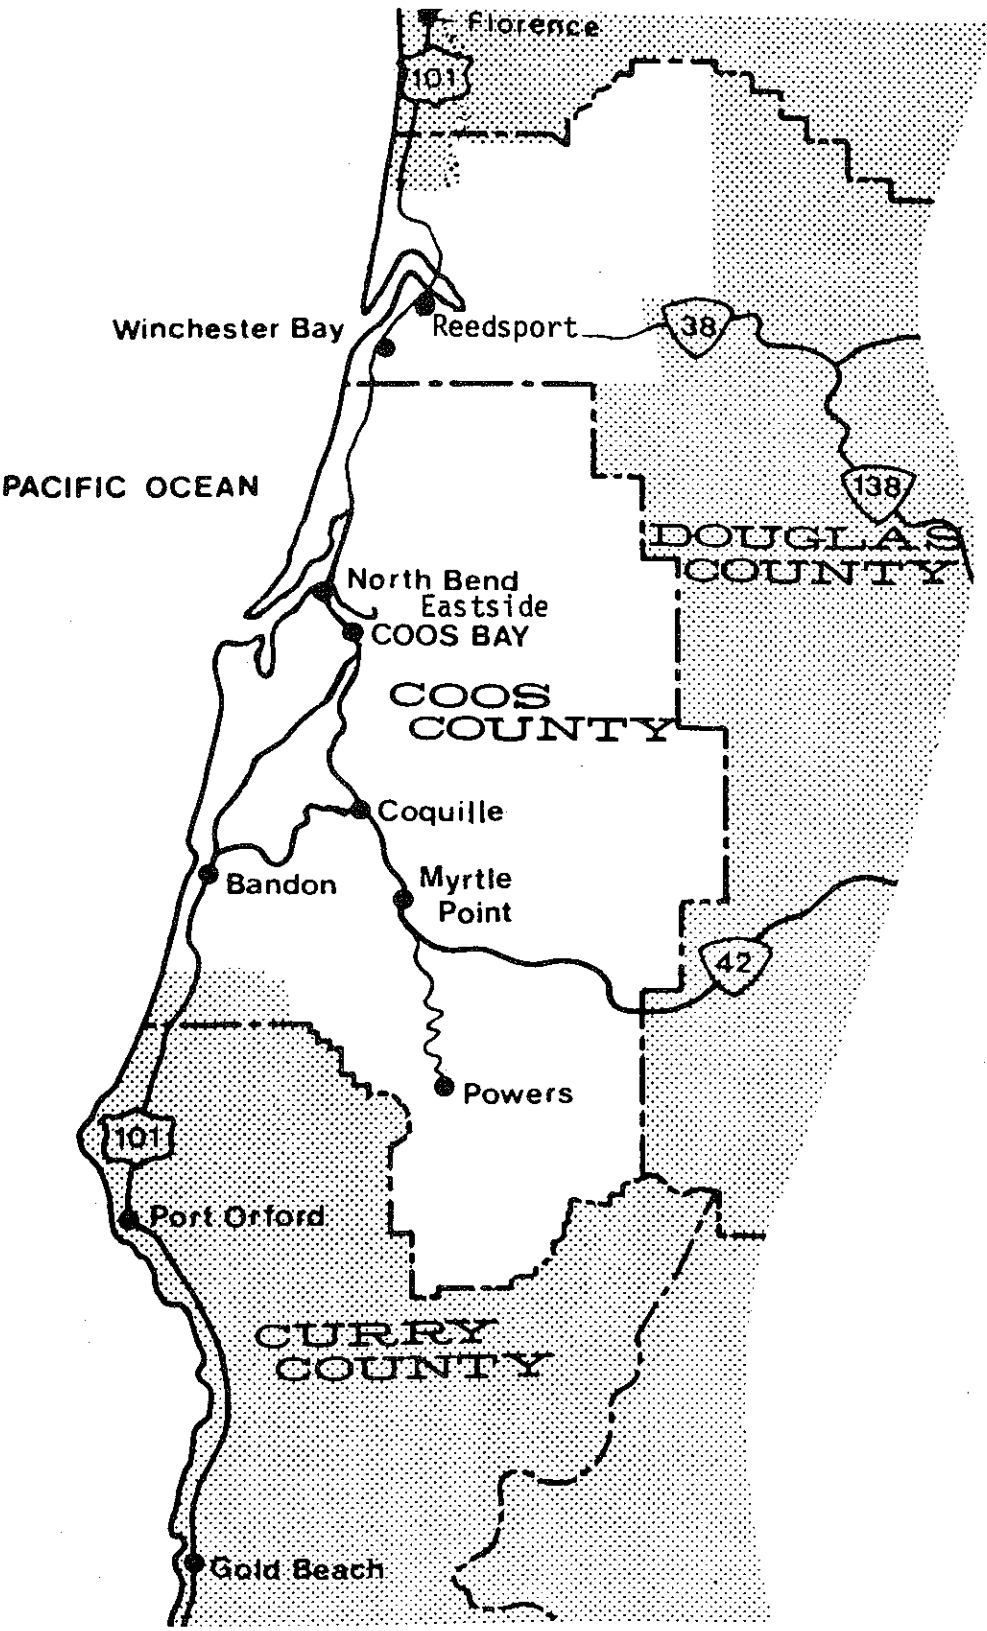 Florence
101
Winchester Bay
Reedsport
38
PACIFIC OCEAN
138
DOUGLAS
COUNTY
North Bend
Eastside
COOS BAY
COOS
COUNTY
Coquille
Bandon
Myrtle
Point
42
Powers
101
Port Orford
CURRY
COUNTY
Gold Beach